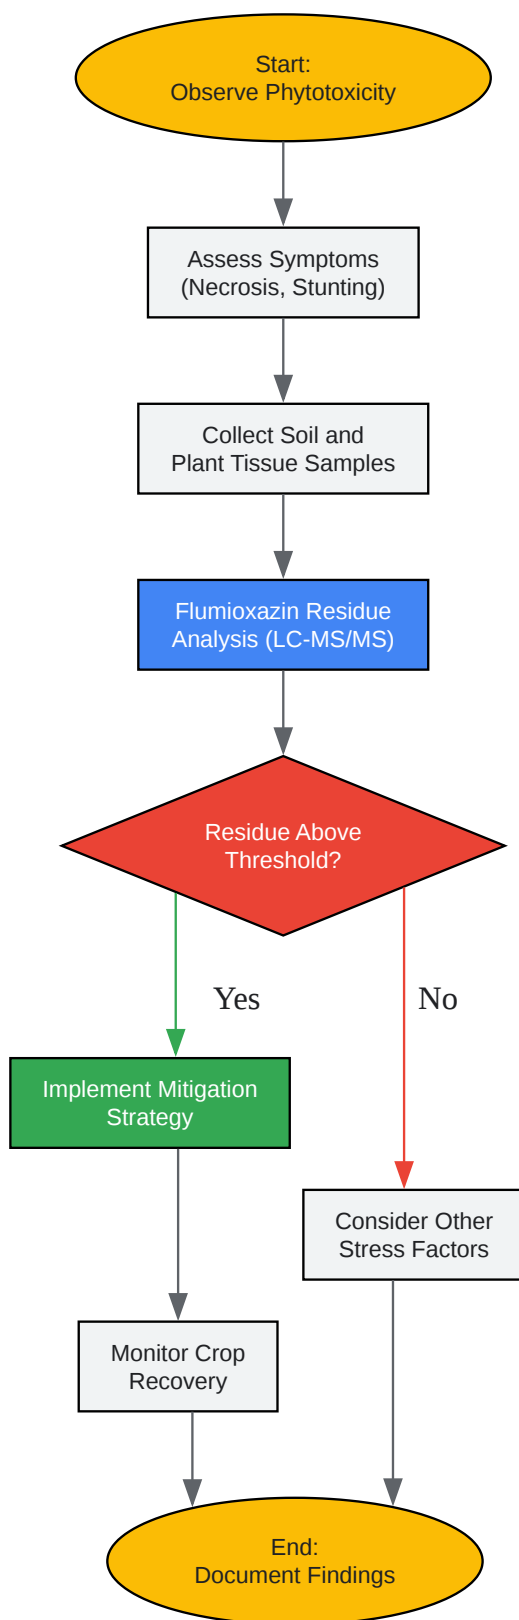 Start:
Observe Phytotoxicity
Assess Symptoms
(Necrosis, Stunting)
Collect Soil and
Plant Tissue Samples
Flumioxazin Residue
Analysis (LC-MS/MS)
Residue Above
Threshold?
Yes
No
Implement Mitigation
Strategy
Consider Other
Stress Factors
Monitor Crop
Recovery
End:
Document Findings